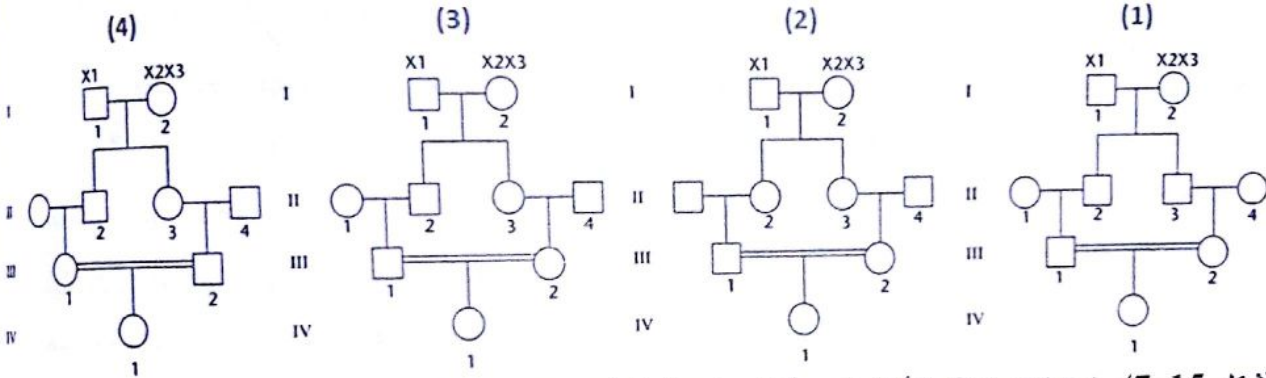 (4) (3) (2) (1)
X1 X2X3 X1 X2X3 X1 X2X3 X1 X2X3
I I I I
1 2 1 2 1 2 1 2
II II II II
2 3 4 1 2 3 4 2 3 4 1 2 3 4
III III III III
1 2 1 2 1 2 1 2
IV IV IV IV
1 1 1 1